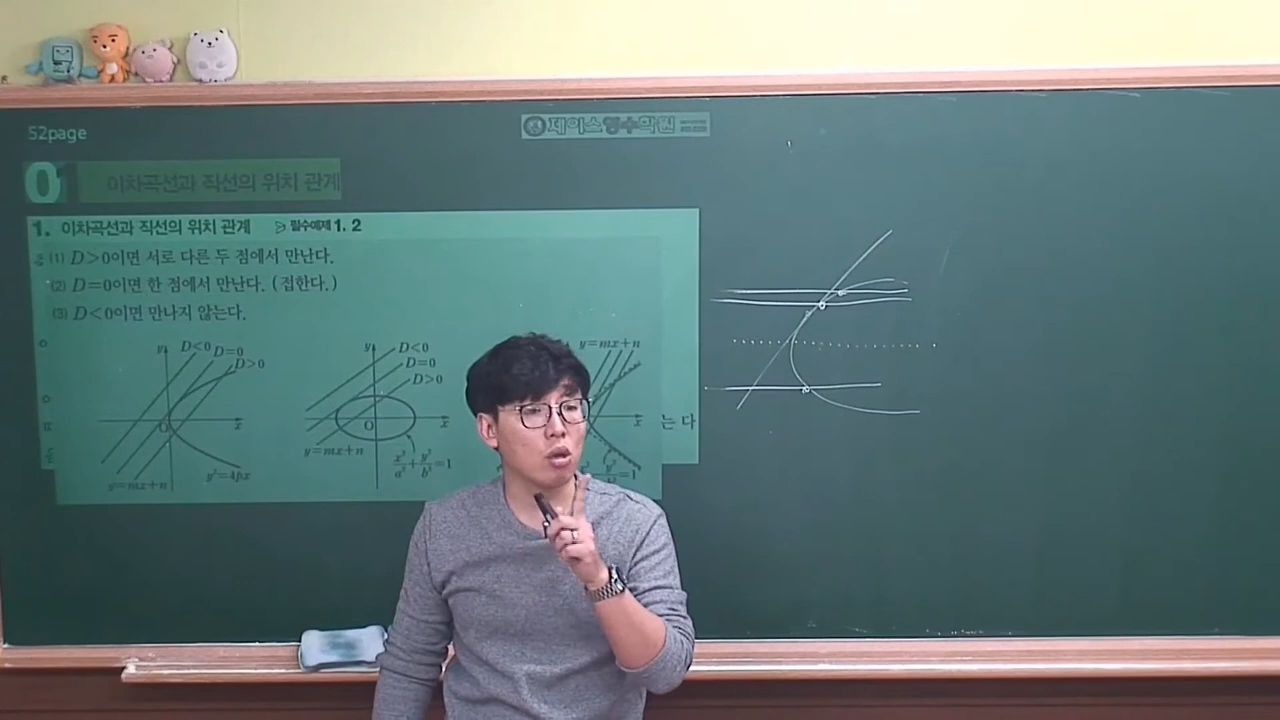 52page
제이스영수학원
0
이차곡선과 직선의 위치 관계
1. 이차곡선과 직선의 위치 관계 ▷ 필수예제 1. 2
(1) D>0이면 서로 다른 두 점에서 만난다.
(2) D=0이면 한 점에서 만난다. (접한다.)
(3) D<0이면 만나지 않는다.
y D<0 D=0 D>0
O x
y=mx+n y²=4px
y D<0
D=0
D>0
O x
y=mx+n
x²/a²+y²/b²=1
y=mx+n
x
는 다
=1